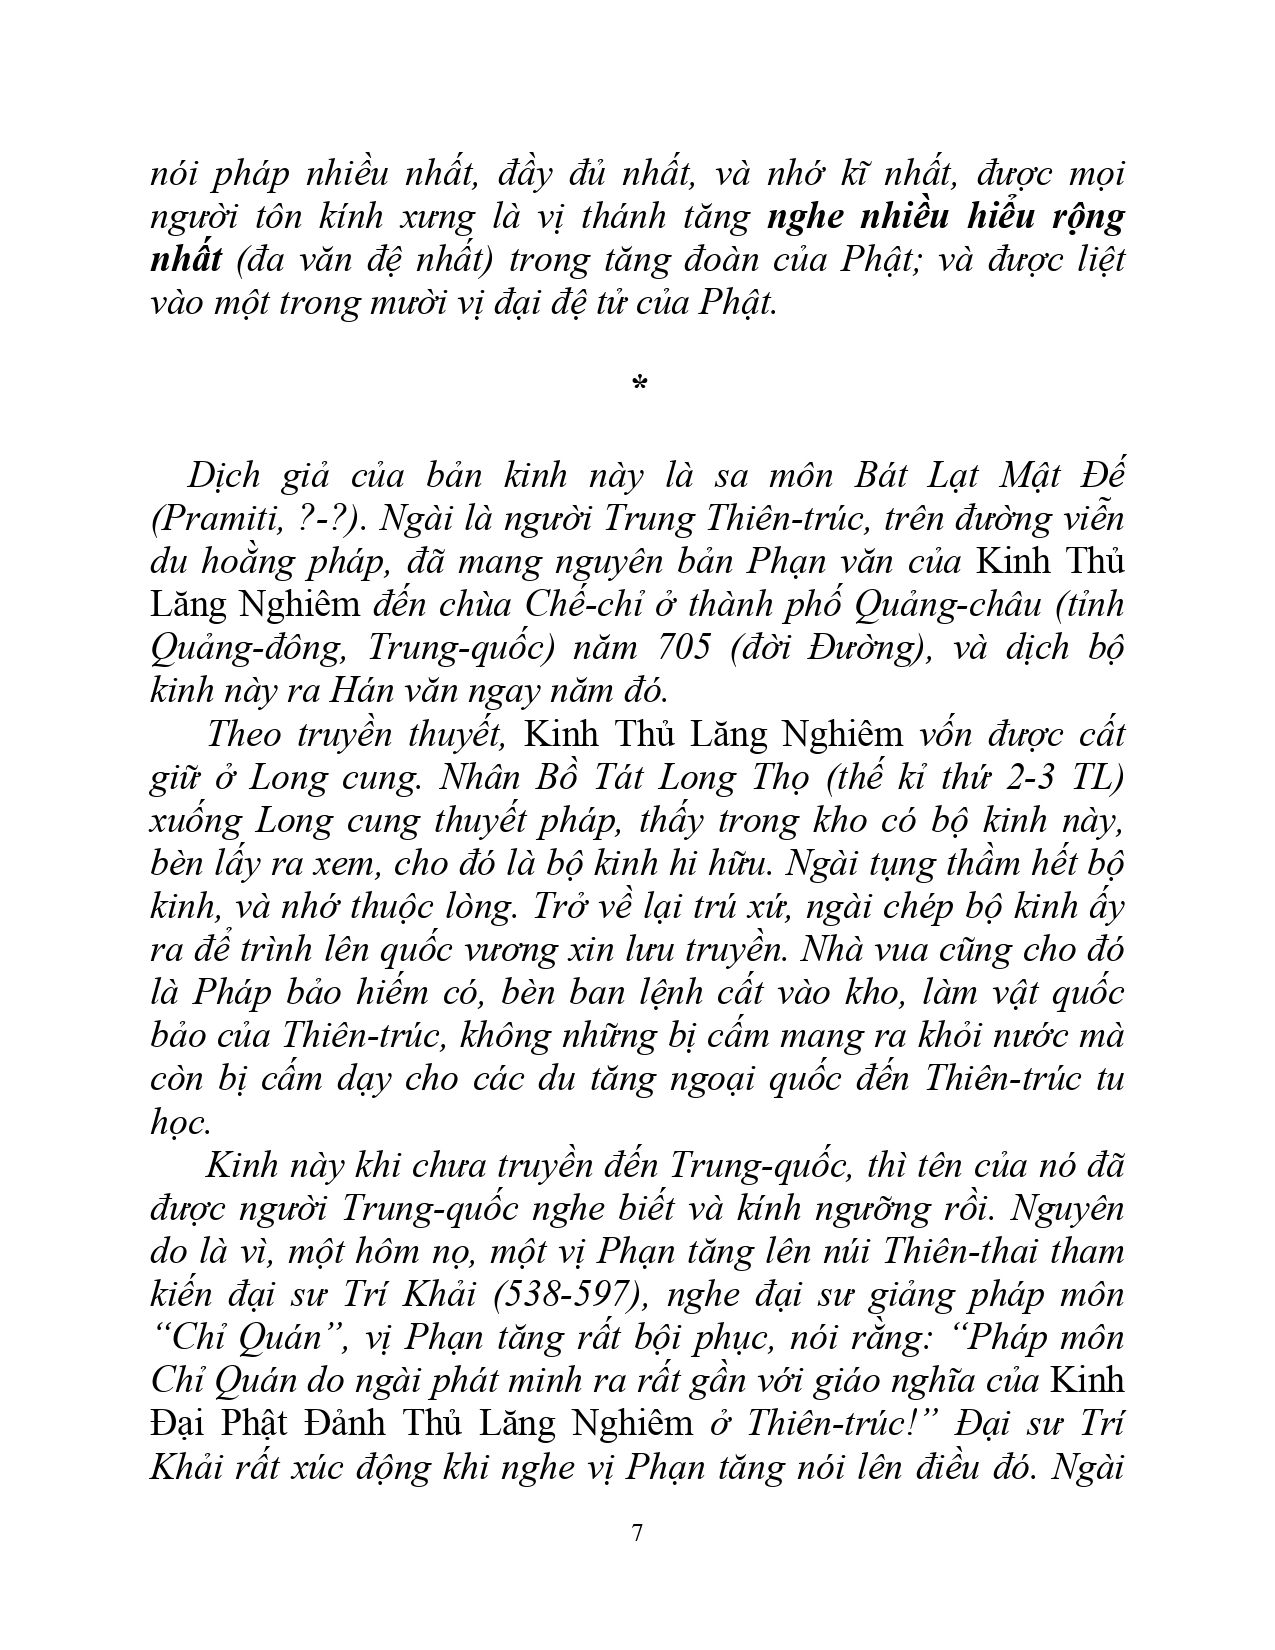 nói pháp nhiều nhất, đầy đủ nhất, và nhớ kĩ nhất, được mọi
người tôn kính xưng là vị thánh tăng nghe nhiều hiểu rộng
nhất (đa văn đệ nhất) trong tăng đoàn của Phật; và được liệt
vào một trong mười vị đại đệ tử của Phật.
*
Dịch giả của bản kinh này là sa môn Bát Lạt Mật Đế
(Pramiti, ?-?). Ngài là người Trung Thiên-trúc, trên đường viễn
du hoằng pháp, đã mang nguyên bản Phạn văn của Kinh Thủ
Lăng Nghiêm đến chùa Chế-chỉ ở thành phố Quảng-châu (tỉnh
Quảng-đông, Trung-quốc) năm 705 (đời Đường), và dịch bộ
kinh này ra Hán văn ngay năm đó.
Theo truyền thuyết, Kinh Thủ Lăng Nghiêm vốn được cất
giữ ở Long cung. Nhân Bồ Tát Long Thọ (thế kỉ thứ 2-3 TL)
xuống Long cung thuyết pháp, thấy trong kho có bộ kinh này,
bèn lấy ra xem, cho đó là bộ kinh hi hữu. Ngài tụng thầm hết bộ
kinh, và nhớ thuộc lòng. Trở về lại trú xứ, ngài chép bộ kinh ấy
ra để trình lên quốc vương xin lưu truyền. Nhà vua cũng cho đó
là Pháp bảo hiếm có, bèn ban lệnh cất vào kho, làm vật quốc
bảo của Thiên-trúc, không những bị cấm mang ra khỏi nước mà
còn bị cấm dạy cho các du tăng ngoại quốc đến Thiên-trúc tu
học.
Kinh này khi chưa truyền đến Trung-quốc, thì tên của nó đã
được người Trung-quốc nghe biết và kính ngưỡng rồi. Nguyên
do là vì, một hôm nọ, một vị Phạn tăng lên núi Thiên-thai tham
kiến đại sư Trí Khải (538-597), nghe đại sư giảng pháp môn
“Chỉ Quán”, vị Phạn tăng rất bội phục, nói rằng: “Pháp môn
Chỉ Quán do ngài phát minh ra rất gần với giáo nghĩa của Kinh
Đại Phật Đảnh Thủ Lăng Nghiêm ở Thiên-trúc!” Đại sư Trí
Khải rất xúc động khi nghe vị Phạn tăng nói lên điều đó. Ngài
7